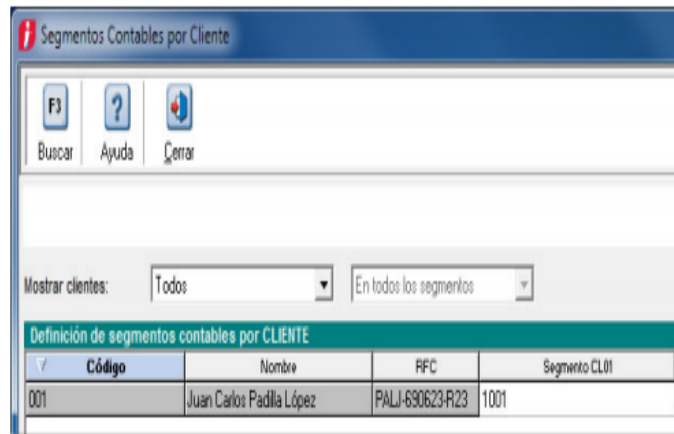 Segmentos Contables por Cliente
F3
?
Buscar Ayuda Cerrar
Mostrar clientes: Todos En todos los segmentos
Definición de segmentos contables por CLIENTE
Código Nombre RFC Segmento CL01
001 Juan Carlos Padilla López PALJ-690623-R23 1001